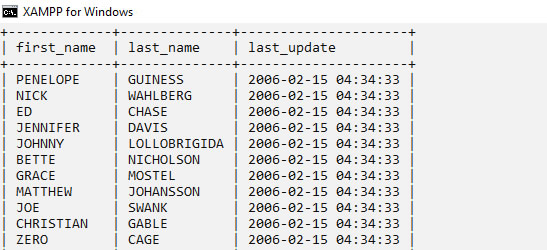 XAMPP for Windows
+------------+--------------+---------------------+
| first_name | last_name    | last_update         |
+------------+--------------+---------------------+
| PENELOPE   | GUINESS      | 2006-02-15 04:34:33 |
| NICK       | WAHLBERG     | 2006-02-15 04:34:33 |
| ED         | CHASE        | 2006-02-15 04:34:33 |
| JENNIFER   | DAVIS        | 2006-02-15 04:34:33 |
| JOHNNY     | LOLLOBRIGIDA | 2006-02-15 04:34:33 |
| BETTE      | NICHOLSON    | 2006-02-15 04:34:33 |
| GRACE      | MOSTEL       | 2006-02-15 04:34:33 |
| MATTHEW    | JOHANSSON    | 2006-02-15 04:34:33 |
| JOE        | SWANK        | 2006-02-15 04:34:33 |
| CHRISTIAN  | GABLE        | 2006-02-15 04:34:33 |
| ZERO       | CAGE         | 2006-02-15 04:34:33 |